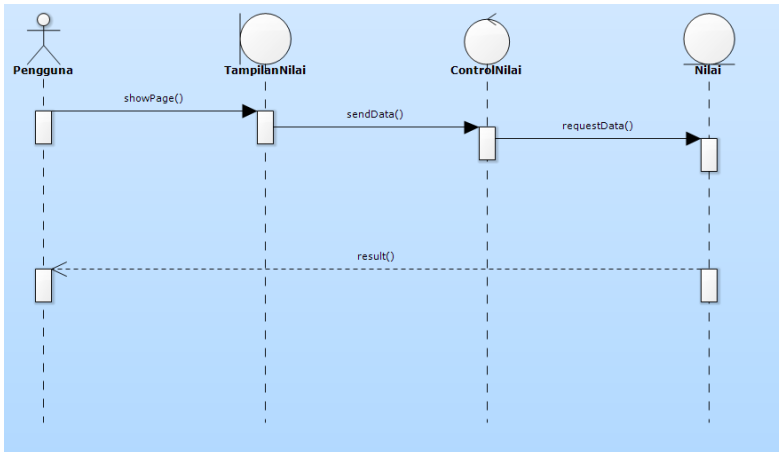 Pengguna
TampilanNilai
ControlNilai
Nilai
showPage()
sendData()
requestData()
result()